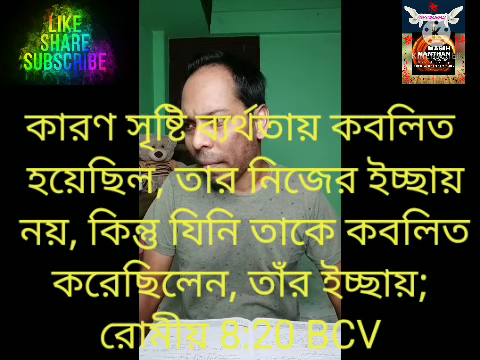 LIKE
SHARE
SUBSCRIBE
কারণ সৃষ্টি ব্যর্থতায় কবলিত
হয়েছিল, তার নিজের ইচ্ছায়
নয়, কিন্তু যিনি তাকে কবলিত
করেছিলেন, তাঁর ইচ্ছায়;
রোমীয় 8:20 BCV